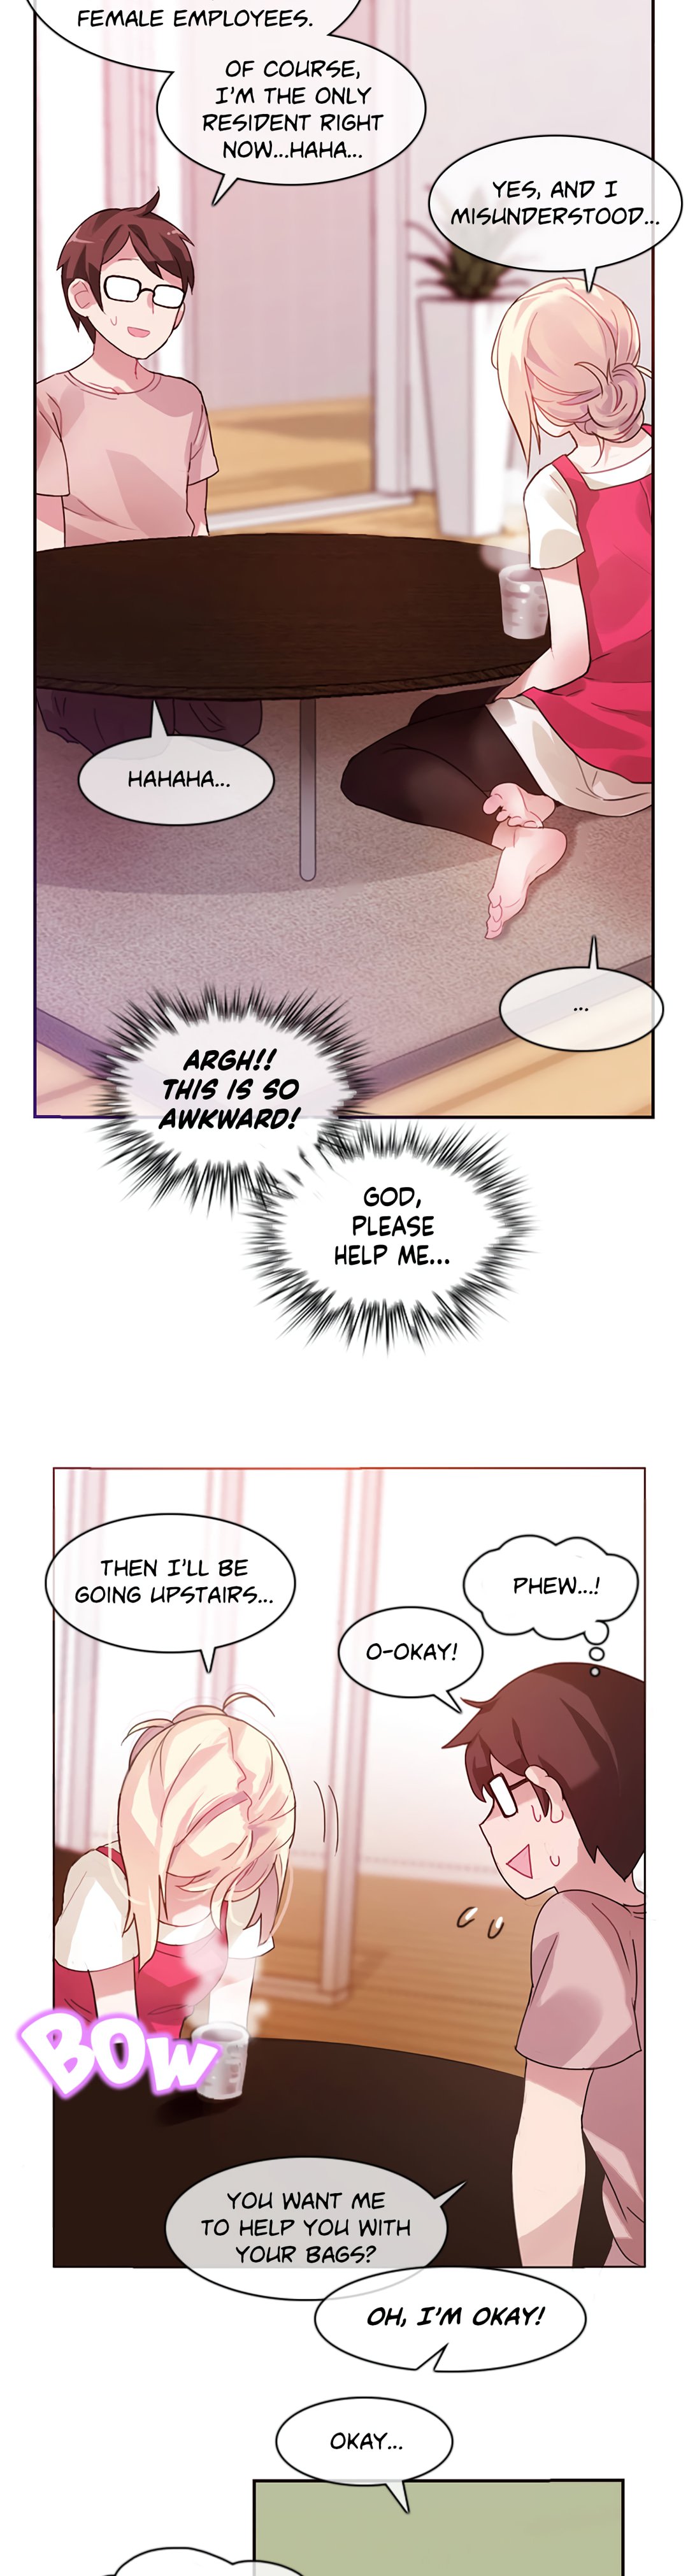 FEMALE EMPLOYEES.
OF COURSE,
I'M THE ONLY
RESIDENT RIGHT
NOW...HAHA...
YES, AND I
MISUNDERSTOOD...
HAHAHA...
...
ARGH!!
THIS IS SO
AWKWARD!
GOD,
PLEASE
HELP ME...
THEN I'LL BE
GOING UPSTAIRS...
PHEW...!
O-OKAY!
BOW
YOU WANT ME
TO HELP YOU WITH
YOUR BAGS?
OH, I'M OKAY!
OKAY...